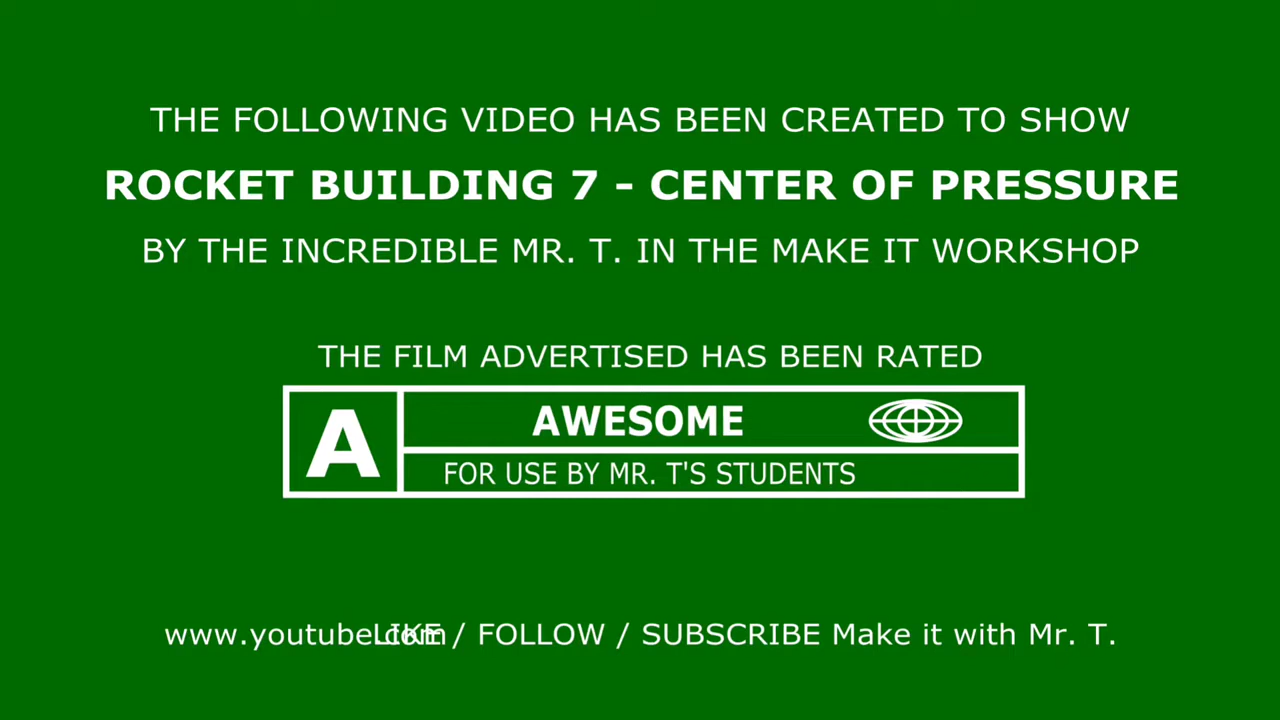 THE FOLLOWING VIDEO HAS BEEN CREATED TO SHOW
ROCKET BUILDING 7 - CENTER OF PRESSURE
BY THE INCREDIBLE MR. T. IN THE MAKE IT WORKSHOP
THE FILM ADVERTISED HAS BEEN RATED
A
AWESOME
FOR USE BY MR. T'S STUDENTS
www.youtube.com LIKE / FOLLOW / SUBSCRIBE Make it with Mr. T.